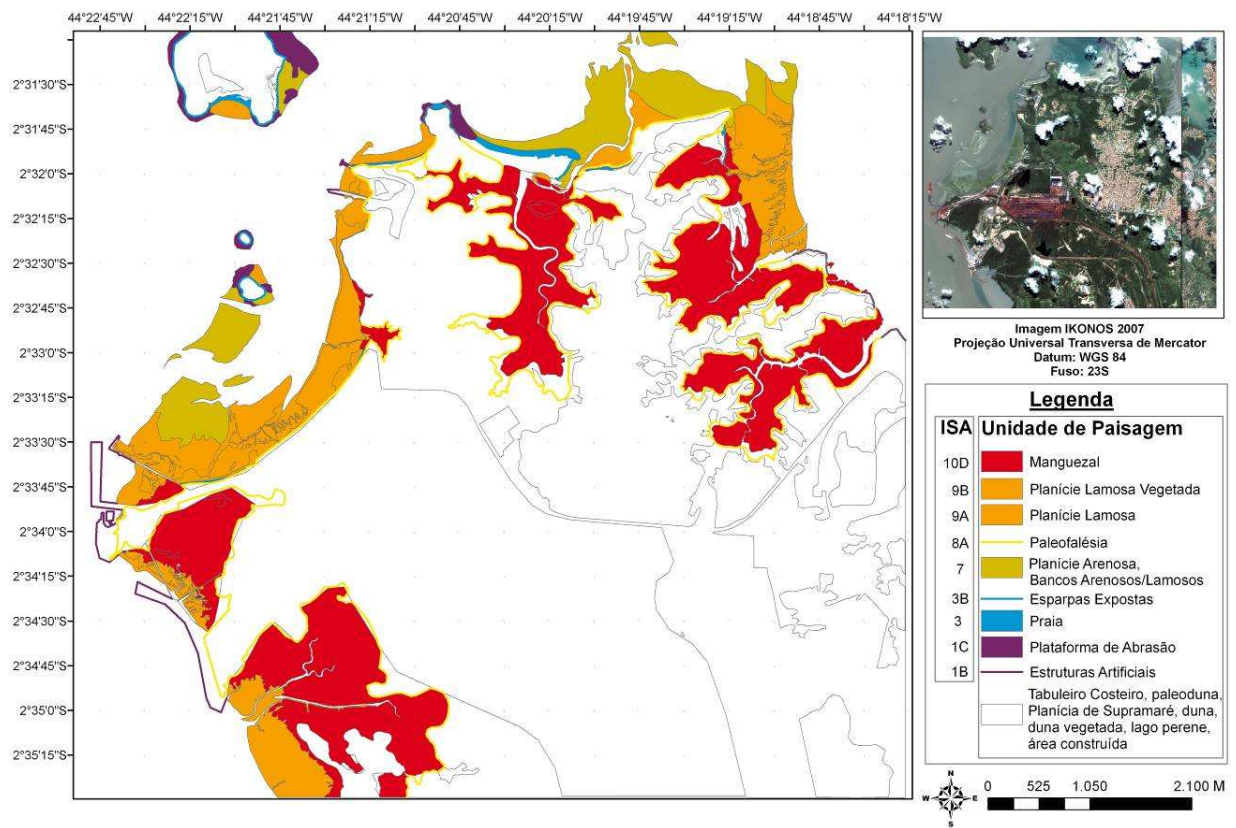 44°22'45"W 44°22'15"W 44°21'45"W 44°21'15"W 44°20'45"W 44°20'15"W 44°19'45"W 44°19'15"W 44°18'45"W 44°18'15"W
2°31'30"S
2°31'45"S
2°32'0"S
2°32'15"S
2°32'30"S
2°32'45"S
2°33'0"S
2°33'15"S
2°33'30"S
2°33'45"S
2°34'0"S
2°34'15"S
2°34'30"S
2°34'45"S
2°35'0"S
2°35'15"S
Imagem IKONOS 2007
Projeção Universal Transversa de Mercator
Datum: WGS 84
Fuso: 23S
Legenda
ISA Unidade de Paisagem
10D Manguezal
9B Planície Lamosa Vegetada
9A Planície Lamosa
8A Paleofalésia
7 Planície Arenosa,
Bancos Arenosos/Lamosos
3B Esparpas Expostas
3 Praia
1C Plataforma de Abrasão
1B Estruturas Artificiais
Tabuleiro Costeiro, paleoduna,
Planícia de Supramaré, duna,
duna vegetada, lago perene,
área construída
N
W E
S
0 525 1.050 2.100 M